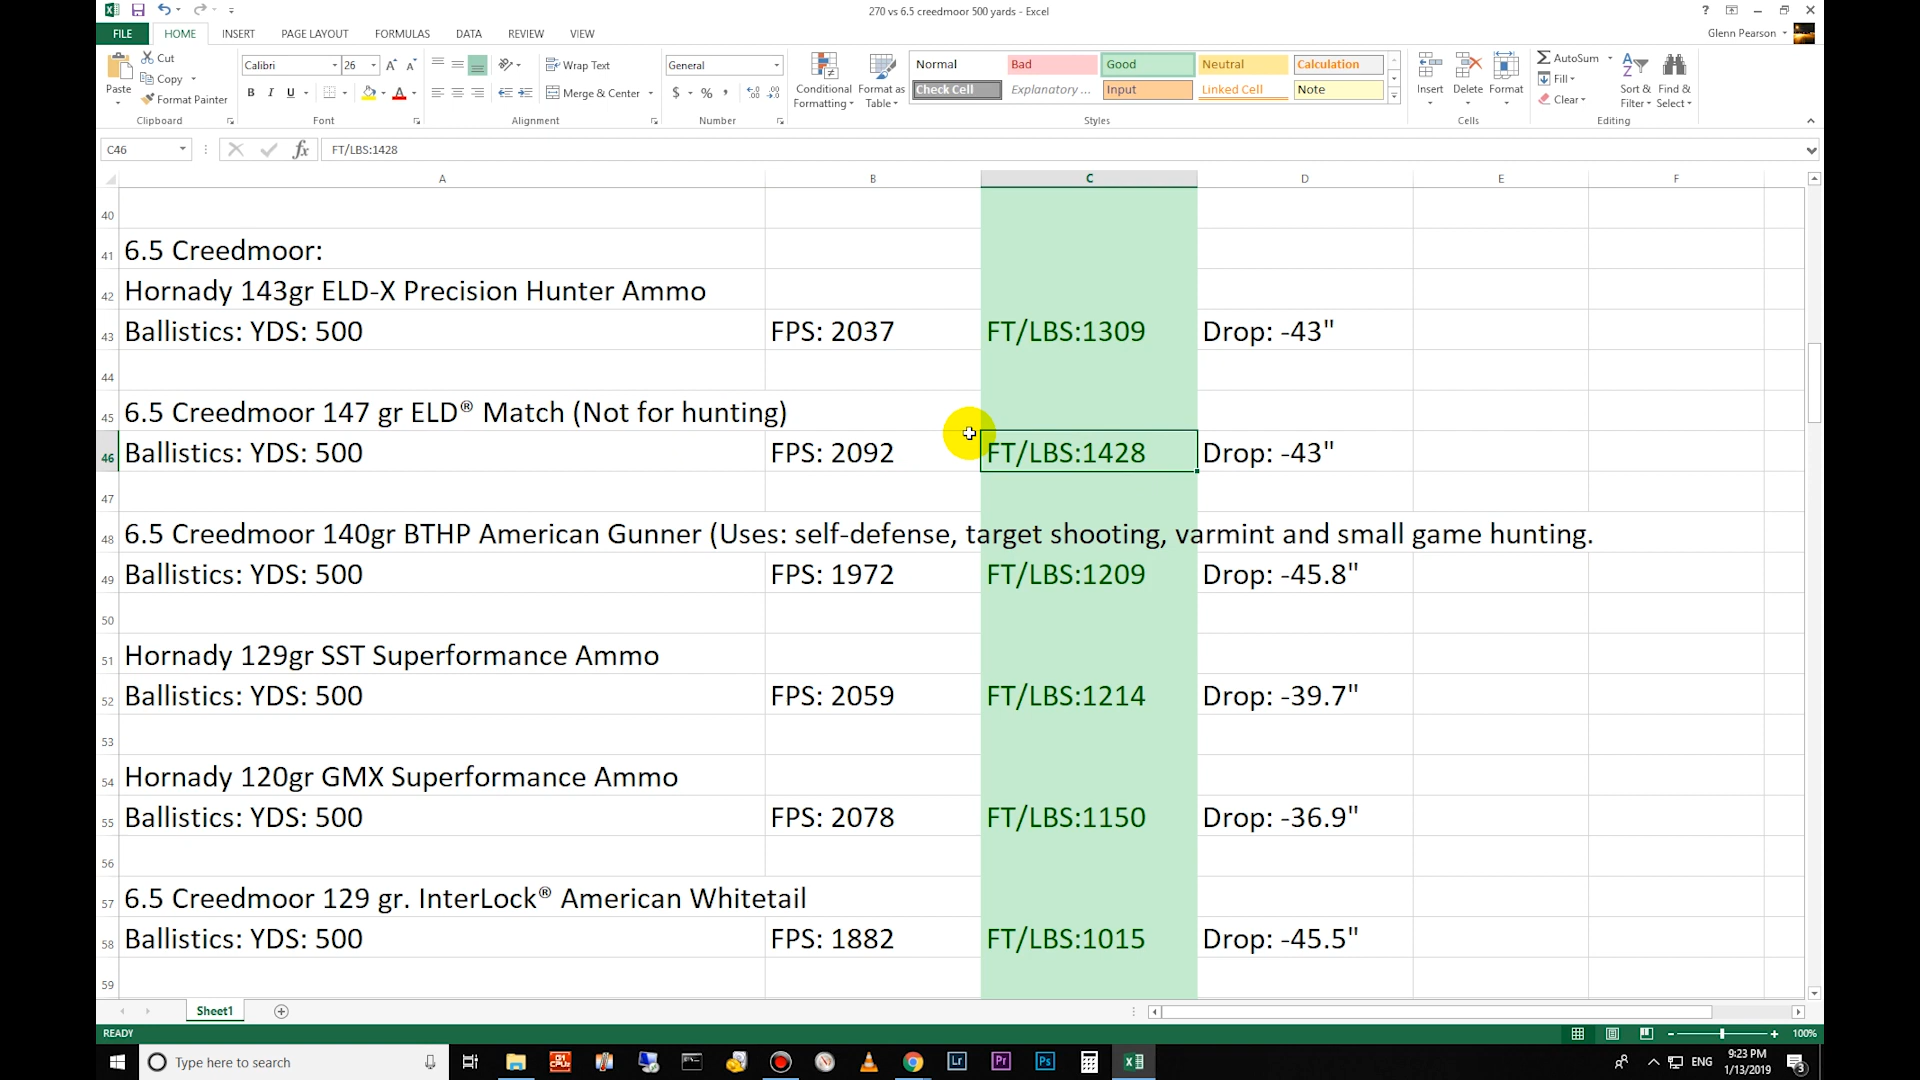 270 vs 6.5 creedmoor 500 yards - Excel
FILE HOME INSERT PAGE LAYOUT FORMULAS DATA REVIEW VIEW Glenn Pearson
Paste Cut Copy Format Painter
Calibri 26
B I U A
Wrap Text
Merge & Center
General
$ % ,
Conditional Formatting
Format as Table
Normal Bad Good Neutral Calculation
Check Cell Explanatory ... Input Linked Cell Note
Insert Delete Format
AutoSum
Fill
Clear
Sort & Filter
Find & Select
Clipboard Font Alignment Number Styles Cells Editing
C46 fx FT/LBS:1428
A B C D E F
40
41 6.5 Creedmoor:
42 Hornady 143gr ELD-X Precision Hunter Ammo
43 Ballistics: YDS: 500 FPS: 2037 FT/LBS:1309 Drop: -43"
44
45 6.5 Creedmoor 147 gr ELD® Match (Not for hunting)
46 Ballistics: YDS: 500 FPS: 2092 FT/LBS:1428 Drop: -43"
47
48 6.5 Creedmoor 140gr BTHP American Gunner (Uses: self-defense, target shooting, varmint and small game hunting.
49 Ballistics: YDS: 500 FPS: 1972 FT/LBS:1209 Drop: -45.8"
50
51 Hornady 129gr SST Superformance Ammo
52 Ballistics: YDS: 500 FPS: 2059 FT/LBS:1214 Drop: -39.7"
53
54 Hornady 120gr GMX Superformance Ammo
55 Ballistics: YDS: 500 FPS: 2078 FT/LBS:1150 Drop: -36.9"
56
57 6.5 Creedmoor 129 gr. InterLock® American Whitetail
58 Ballistics: YDS: 500 FPS: 1882 FT/LBS:1015 Drop: -45.5"
59
Sheet1
READY 100%
Type here to search Lr Pr Ps ENG 9:23 PM
1/13/2019 3